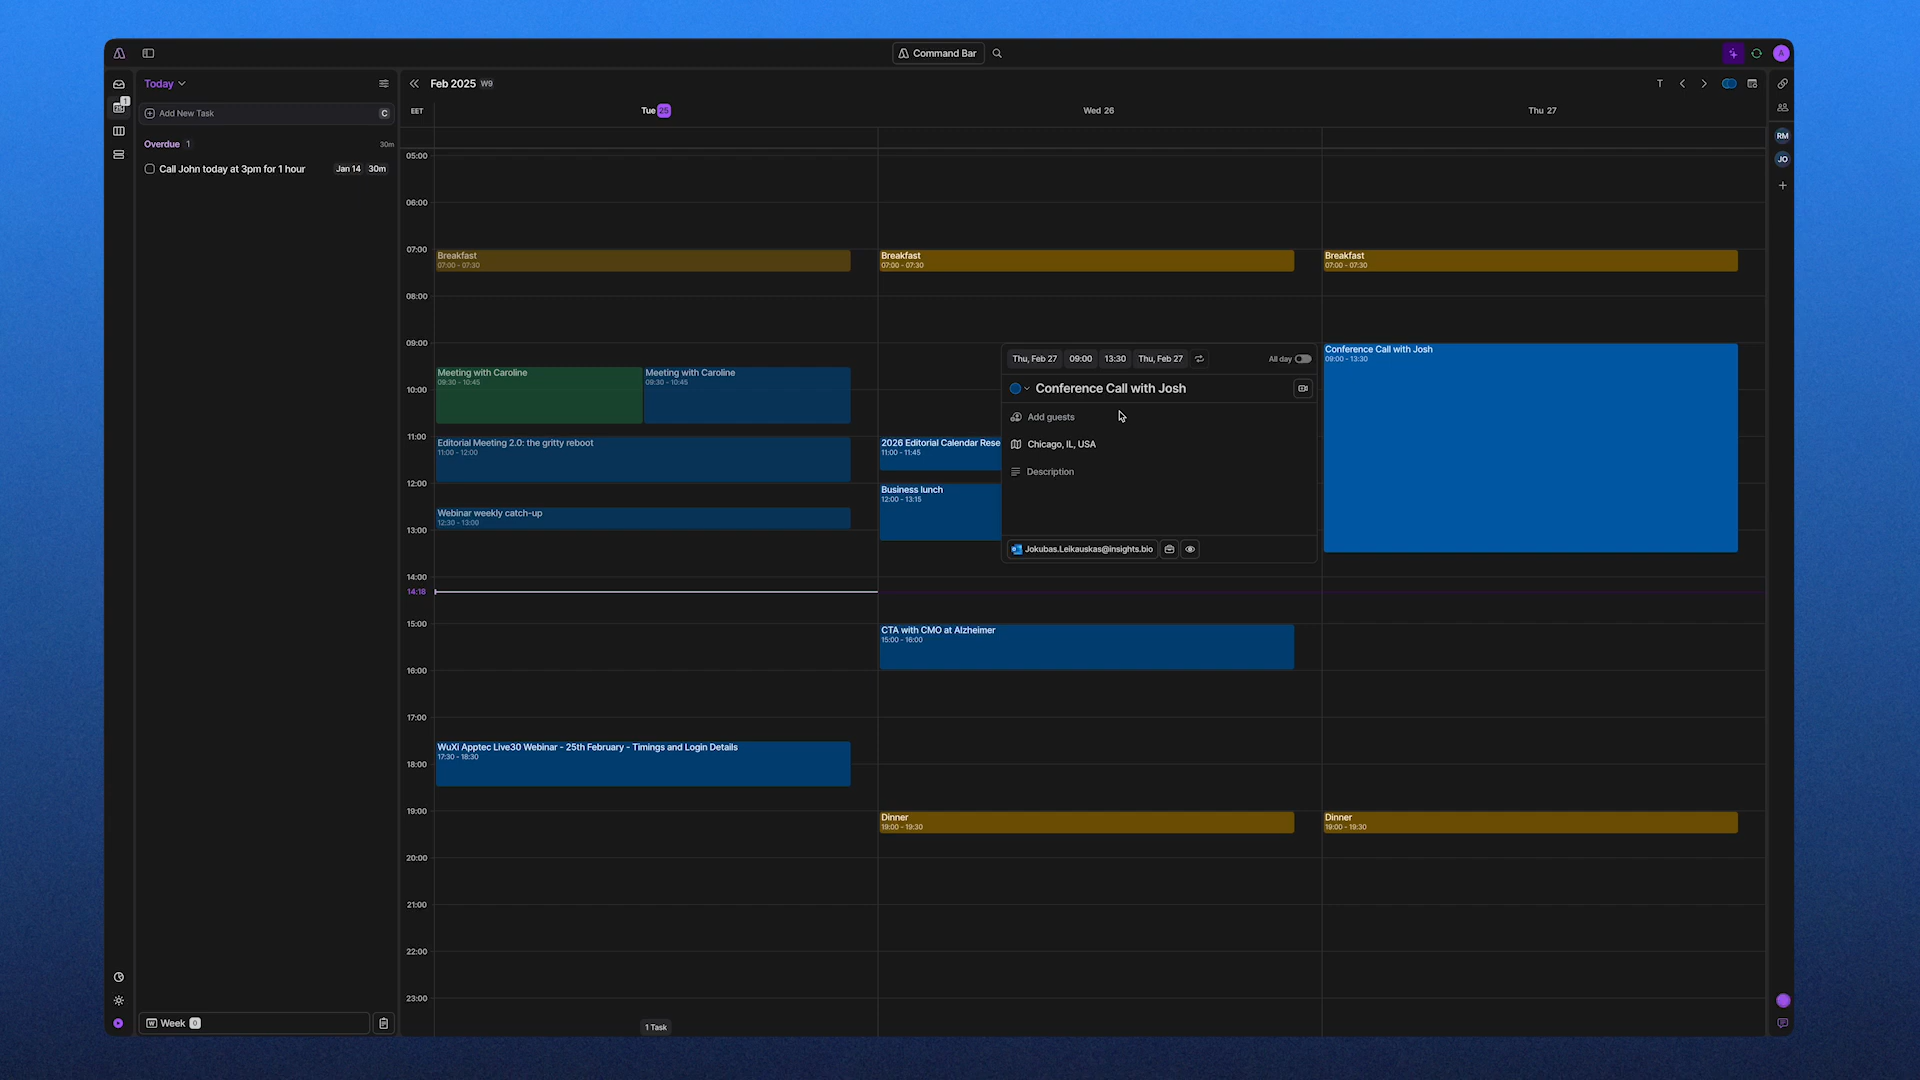 Command Bar
A
Today
Add New Task
C
Overdue 1
30m
Call John today at 3pm for 1 hour
Jan 14 30m
Feb 2025 W9
T
EET
Tue 25
Wed 26
Thu 27
1
RM
JO
05:00
06:00
07:00
08:00
09:00
10:00
11:00
12:00
13:00
14:00
14:18
15:00
16:00
17:00
18:00
19:00
20:00
21:00
22:00
23:00
Breakfast
07:00 - 07:30
Meeting with Caroline
09:30 - 10:45
Meeting with Caroline
09:30 - 10:45
Editorial Meeting 2.0: the gritty reboot
11:00 - 12:00
Webinar weekly catch-up
12:30 - 13:00
WuXi Apptec Live30 Webinar - 25th February - Timings and Login Details
17:30 - 18:30
Breakfast
07:00 - 07:30
2026 Editorial Calendar Rese
11:00 - 11:45
Business lunch
12:00 - 13:15
CTA with CMO at Alzheimer
15:00 - 16:00
Dinner
19:00 - 19:30
Thu, Feb 27 09:00 13:30 Thu, Feb 27
All day
Conference Call with Josh
Add guests
Chicago, IL, USA
Description
Jokubas.Leikauskas@insights.bio
Breakfast
07:00 - 07:30
Conference Call with Josh
09:00 - 13:30
Dinner
19:00 - 19:30
W Week 0
1 Task